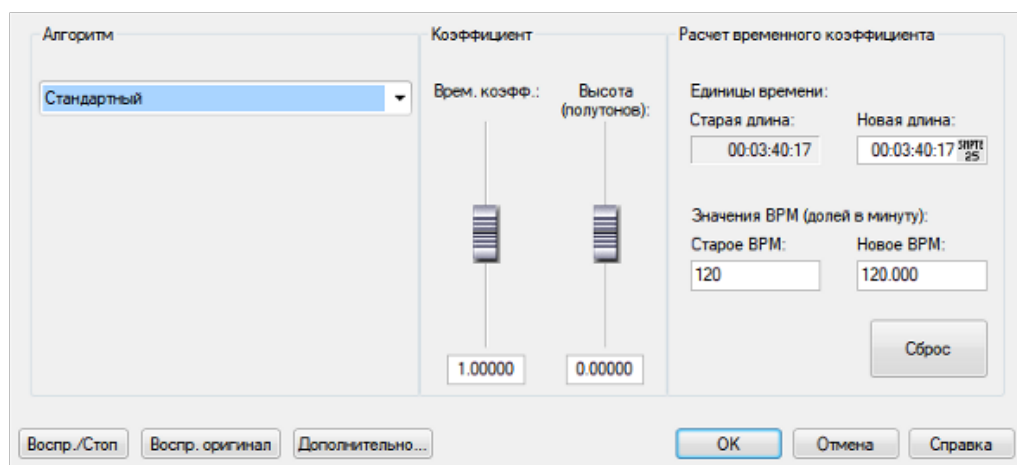 Алгоритм
Стандартный
Коэффициент
Врем. коэфф.:
Высота
(полутонов):
1.00000
0.00000
Расчет временного коэффициента
Единицы времени:
Старая длина:
Новая длина:
00:03:40:17
00:03:40:17 SMPTE 25
Значения BPM (долей в минуту):
Старое BPM:
Новое BPM:
120
120.000
Сброс
Воспр./Стоп
Воспр. оригинал
Дополнительно...
OK
Отмена
Справка